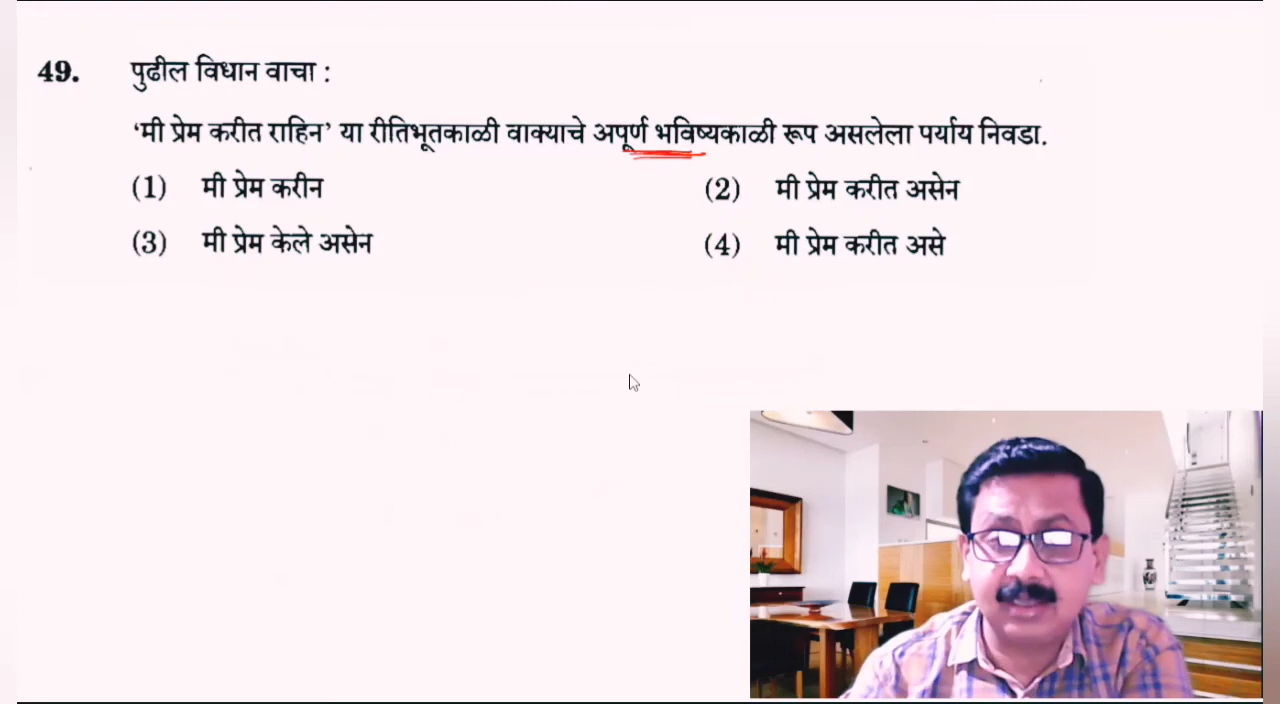 49. पुढील विधान वाचा :
'मी प्रेम करीत राहिन' या रीतिभूतकाळी वाक्याचे अपूर्ण भविष्यकाळी रूप असलेला पर्याय निवडा.
(1) मी प्रेम करीन (2) मी प्रेम करीत असेन
(3) मी प्रेम केले असेन (4) मी प्रेम करीत असे